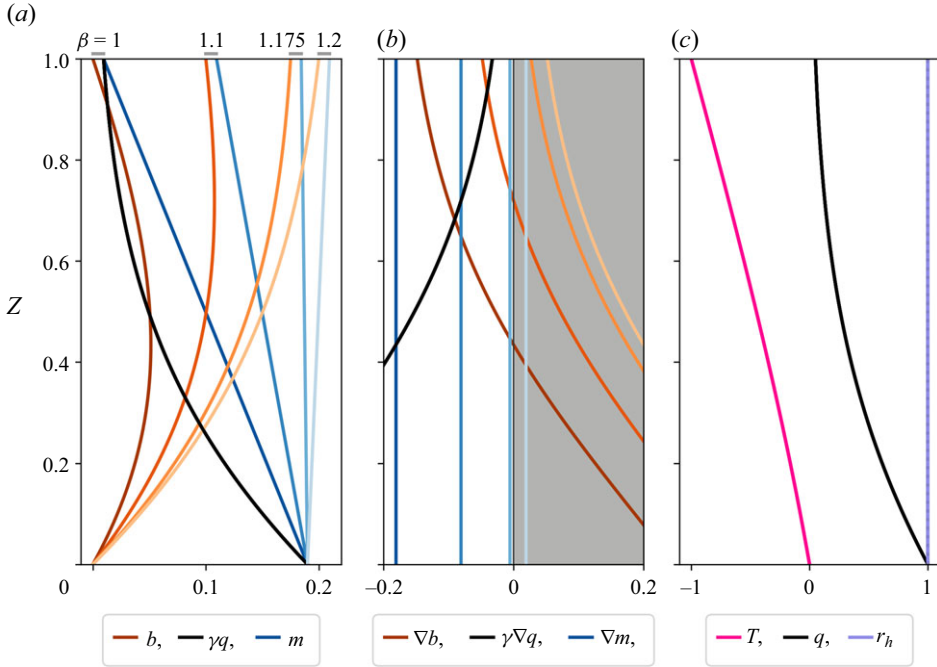 (a)
β = 1 1.1 1.175 1.2 (b) (c)
1.0
0.8
0.6
Z
0.4
0.2
0 0 0.1 0.2 −0.2 0 0.2 −1 0 1
b, γq, m ∇b, γ∇q, ∇m, T, q, r_h